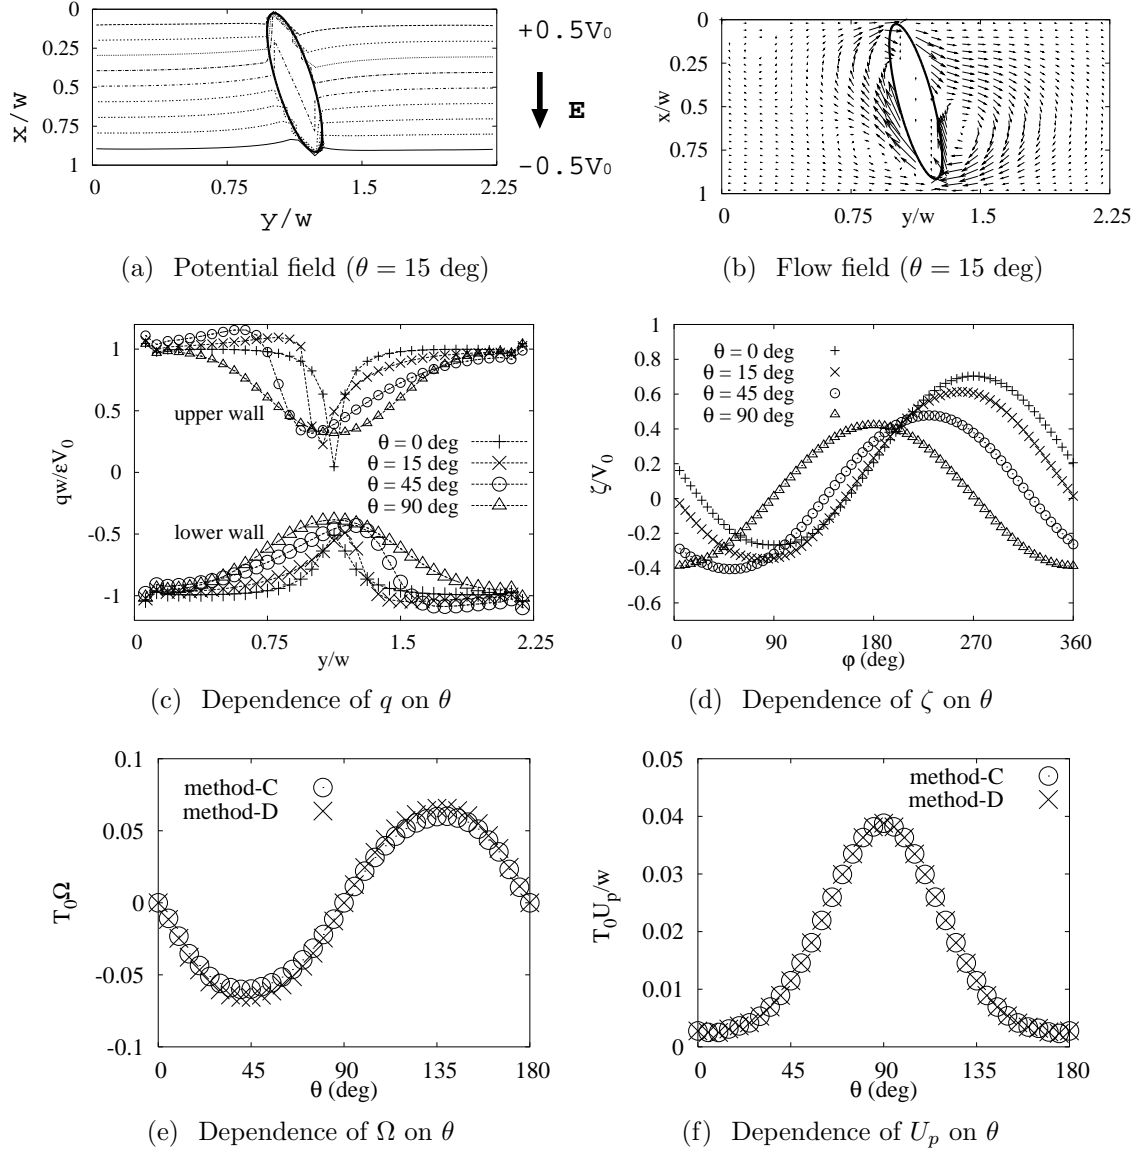 0
0.25
0.5
0.75
1
x/w
0
0.75
1.5
2.25
y/w
+0.5V₀
E
−0.5V₀
(a) Potential field (θ = 15 deg)
0
0.25
0.5
0.75
1
x/w
0
0.75
y/w
1.5
2.25
(b) Flow field (θ = 15 deg)
1
0.5
0
-0.5
-1
qw/εV₀
upper wall
θ = 0 deg
θ = 15 deg
θ = 45 deg
θ = 90 deg
lower wall
0
0.75
1.5
2.25
y/w
(c) Dependence of q on θ
1
0.8
0.6
0.4
0.2
0
-0.2
-0.4
-0.6
ζ/V₀
θ = 0 deg
θ = 15 deg
θ = 45 deg
θ = 90 deg
0
90
180
270
360
φ (deg)
(d) Dependence of ζ on θ
0.1
0.05
0
-0.05
-0.1
T₀Ω
method-C
method-D
0
45
90
135
180
θ (deg)
(e) Dependence of Ω on θ
0.05
0.04
0.03
0.02
0.01
0
T₀Uₚ/w
method-C
method-D
0
45
90
135
180
θ (deg)
(f) Dependence of Uₚ on θ